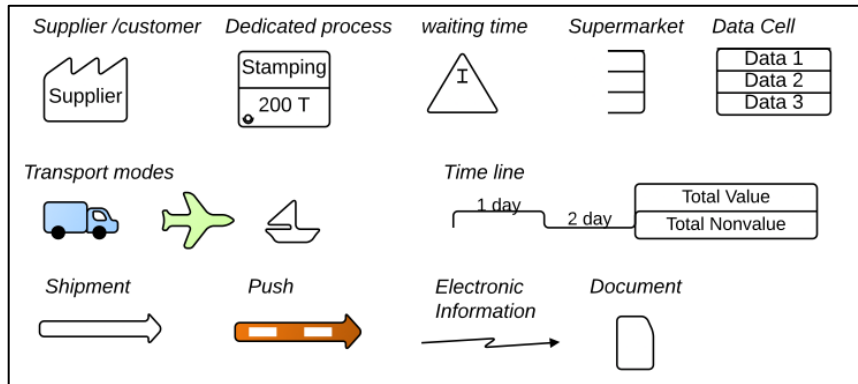 Supplier /customer
Dedicated process
waiting time
Supermarket
Data Cell
Supplier
Stamping
200 T
I
Data 1
Data 2
Data 3
Transport modes
Time line
1 day
2 day
Total Value
Total Nonvalue
Shipment
Push
Electronic
Information
Document